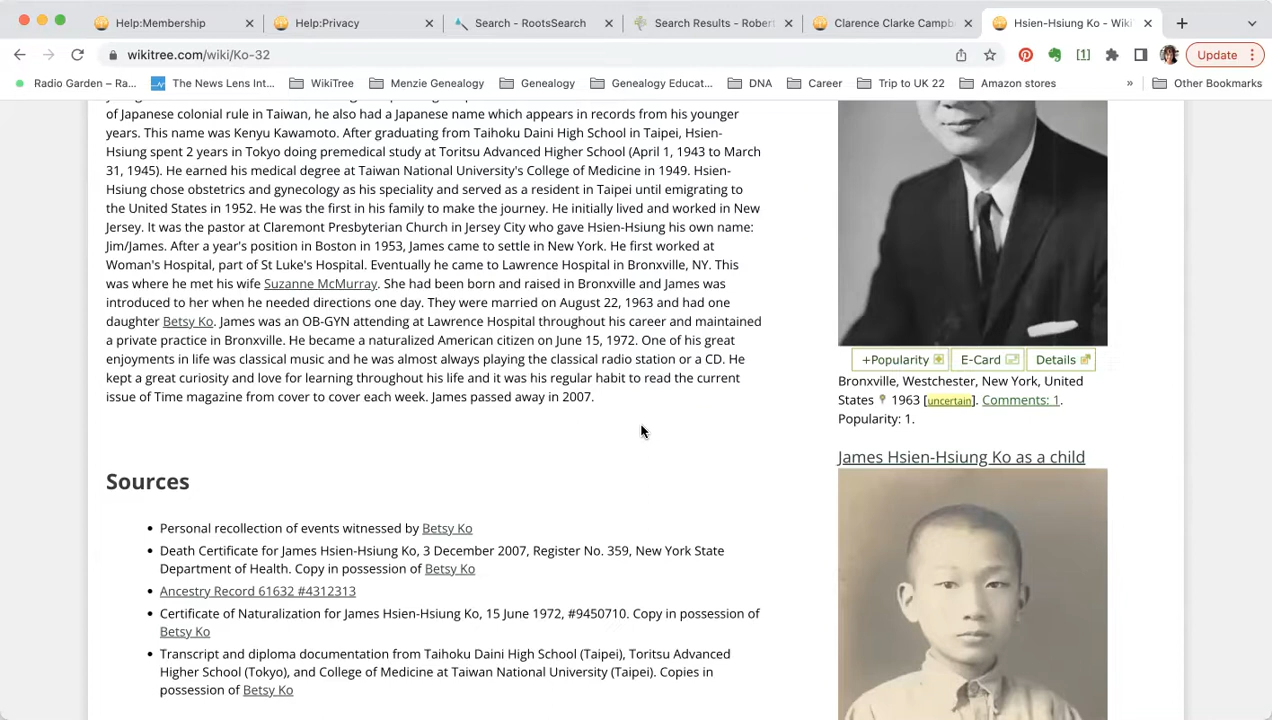 Help:Membership
Help:Privacy
Search - RootsSearch
Search Results - Rober
Clarence Clarke Campb
Hsien-Hsiung Ko - Wiki
wikitree.com/wiki/Ko-32
Update
Radio Garden – Ra...
The News Lens Int...
WikiTree
Menzie Genealogy
Genealogy
Genealogy Educat...
DNA
Career
Trip to UK 22
Amazon stores
»
Other Bookmarks
of Japanese colonial rule in Taiwan, he also had a Japanese name which appears in records from his younger
years. This name was Kenyu Kawamoto. After graduating from Taihoku Daini High School in Taipei, Hsien-
Hsiung spent 2 years in Tokyo doing premedical study at Toritsu Advanced Higher School (April 1, 1943 to March
31, 1945). He earned his medical degree at Taiwan National University's College of Medicine in 1949. Hsien-
Hsiung chose obstetrics and gynecology as his speciality and served as a resident in Taipei until emigrating to
the United States in 1952. He was the first in his family to make the journey. He initially lived and worked in New
Jersey. It was the pastor at Claremont Presbyterian Church in Jersey City who gave Hsien-Hsiung his own name:
Jim/James. After a year's position in Boston in 1953, James came to settle in New York. He first worked at
Woman's Hospital, part of St Luke's Hospital. Eventually he came to Lawrence Hospital in Bronxville, NY. This
was where he met his wife Suzanne McMurray. She had been born and raised in Bronxville and James was
introduced to her when he needed directions one day. They were married on August 22, 1963 and had one
daughter Betsy Ko. James was an OB-GYN attending at Lawrence Hospital throughout his career and maintained
a private practice in Bronxville. He became a naturalized American citizen on June 15, 1972. One of his great
enjoyments in life was classical music and he was almost always playing the classical radio station or a CD. He
kept a great curiosity and love for learning throughout his life and it was his regular habit to read the current
issue of Time magazine from cover to cover each week. James passed away in 2007.
Sources
Personal recollection of events witnessed by Betsy Ko
Death Certificate for James Hsien-Hsiung Ko, 3 December 2007, Register No. 359, New York State
Department of Health. Copy in possession of Betsy Ko
Ancestry Record 61632 #4312313
Certificate of Naturalization for James Hsien-Hsiung Ko, 15 June 1972, #9450710. Copy in possession of
Betsy Ko
Transcript and diploma documentation from Taihoku Daini High School (Taipei), Toritsu Advanced
Higher School (Tokyo), and College of Medicine at Taiwan National University (Taipei). Copies in
possession of Betsy Ko
+Popularity
E-Card
Details
Bronxville, Westchester, New York, United
States 1963 [uncertain]. Comments: 1.
Popularity: 1.
James Hsien-Hsiung Ko as a child